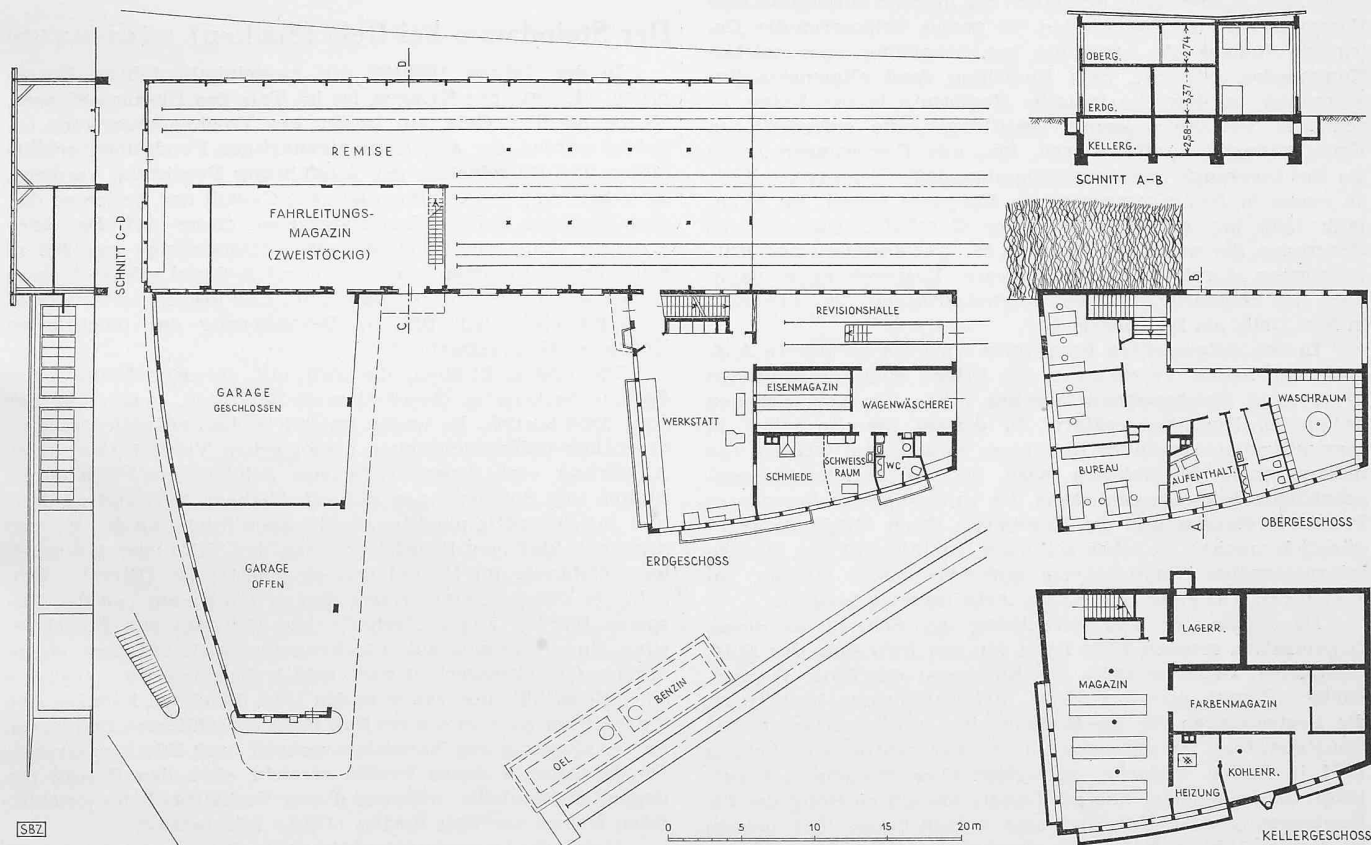 D
OBERG.
2,74
ERDG.
3,37
KELLERG.
2,58
SCHNITT A-B
REMISE
SCHNITT C-D
FAHRLEITUNGS-
MAGAZIN
(ZWEISTÖCKIG)
C
REVISIONSHALLE
B
GARAGE
GESCHLOSSEN
EISENMAGAZIN
WERKSTATT
WAGENWÄSCHEREI
SCHMIEDE
SCHWEISS
RAUM
WC
WASCHRAUM
BUREAU
AUFENTHALT.
A
OBERGESCHOSS
ERDGESCHOSS
GARAGE
OFFEN
OEL
BENZIN
LAGERR.
MAGAZIN
FARBENMAGAZIN
KOHLENR.
HEIZUNG
KELLERGESCHOSS
SBZ
0 5 10 15 20 m